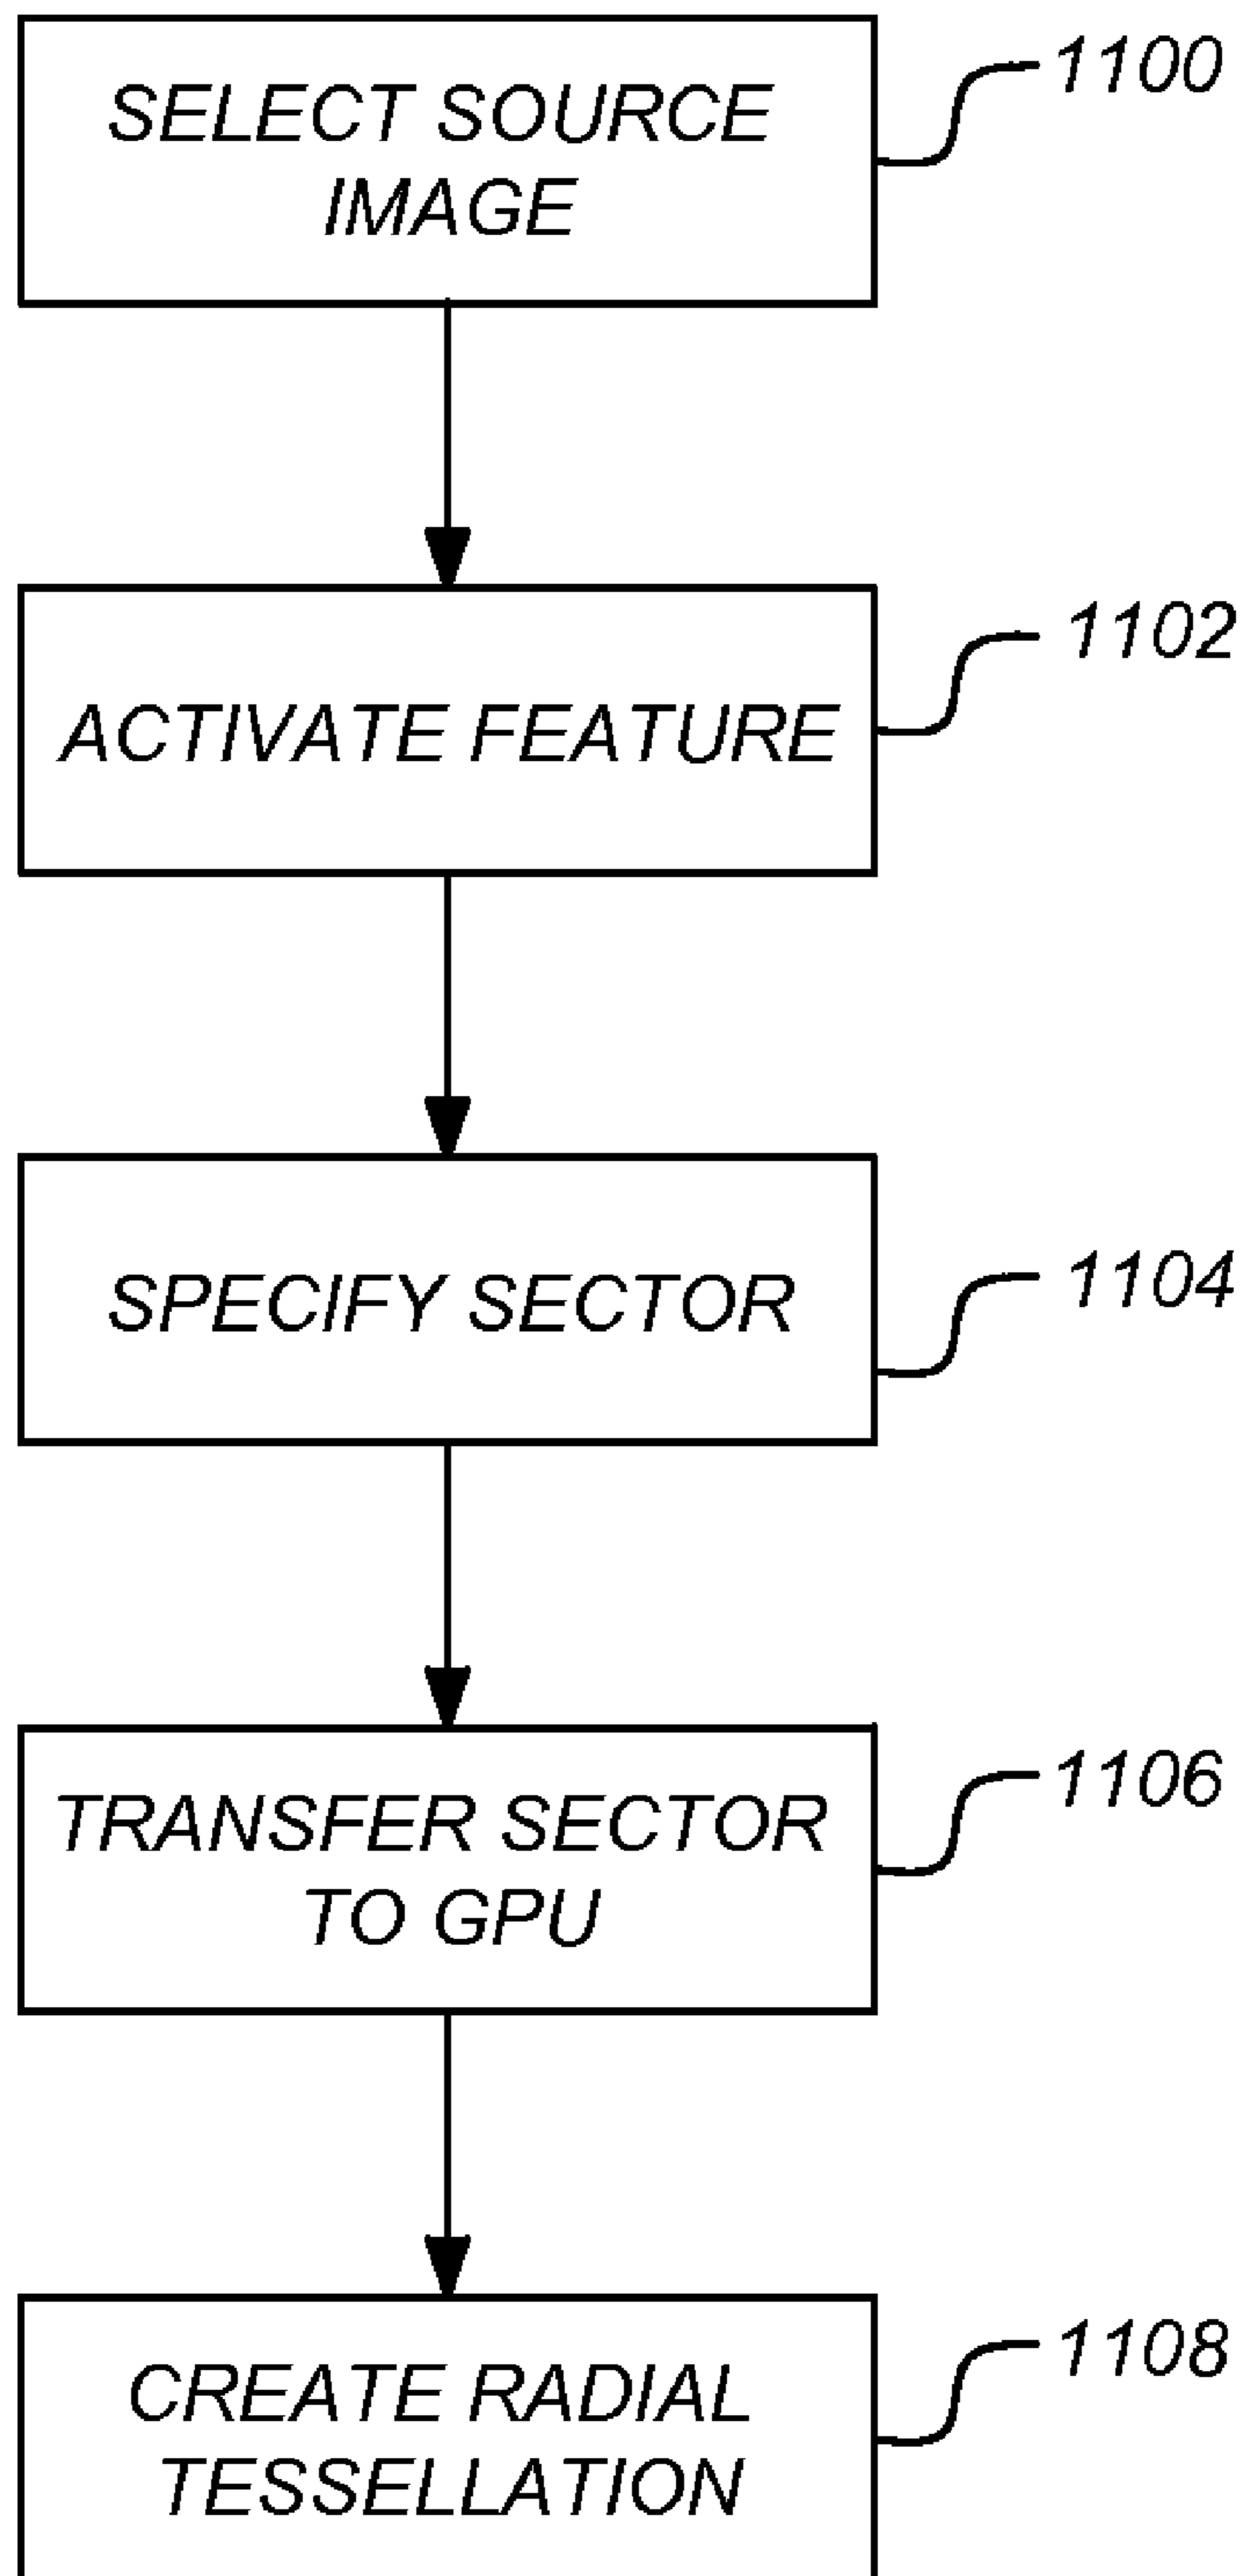 SELECT SOURCE
IMAGE
1100
ACTIVATE FEATURE
1102
SPECIFY SECTOR
1104
TRANSFER SECTOR
TO GPU
1106
CREATE RADIAL
TESSELLATION
1108